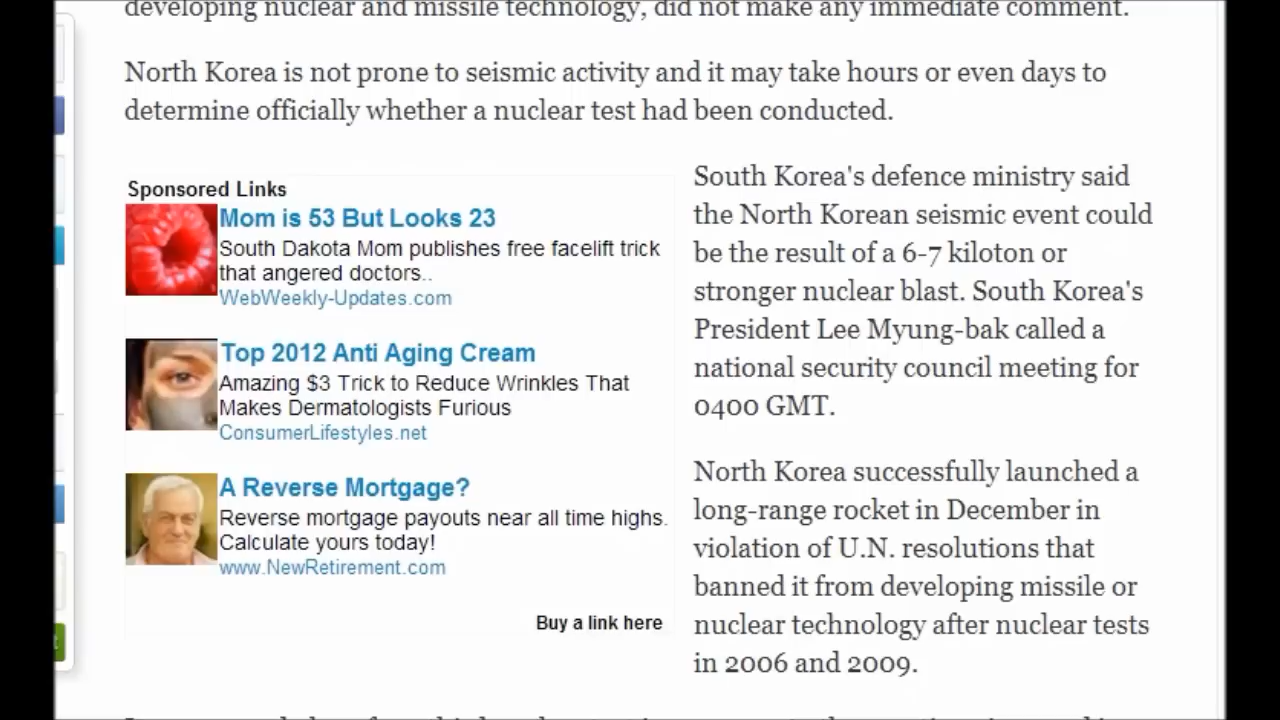 developing nuclear and missile technology, did not make any immediate comment.
North Korea is not prone to seismic activity and it may take hours or even days to
determine officially whether a nuclear test had been conducted.
Sponsored Links
Mom is 53 But Looks 23
South Dakota Mom publishes free facelift trick
that angered doctors..
WebWeekly-Updates.com
Top 2012 Anti Aging Cream
Amazing $3 Trick to Reduce Wrinkles That
Makes Dermatologists Furious
ConsumerLifestyles.net
A Reverse Mortgage?
Reverse mortgage payouts near all time highs.
Calculate yours today!
www.NewRetirement.com
Buy a link here
South Korea's defence ministry said
the North Korean seismic event could
be the result of a 6-7 kiloton or
stronger nuclear blast. South Korea's
President Lee Myung-bak called a
national security council meeting for
0400 GMT.
North Korea successfully launched a
long-range rocket in December in
violation of U.N. resolutions that
banned it from developing missile or
nuclear technology after nuclear tests
in 2006 and 2009.